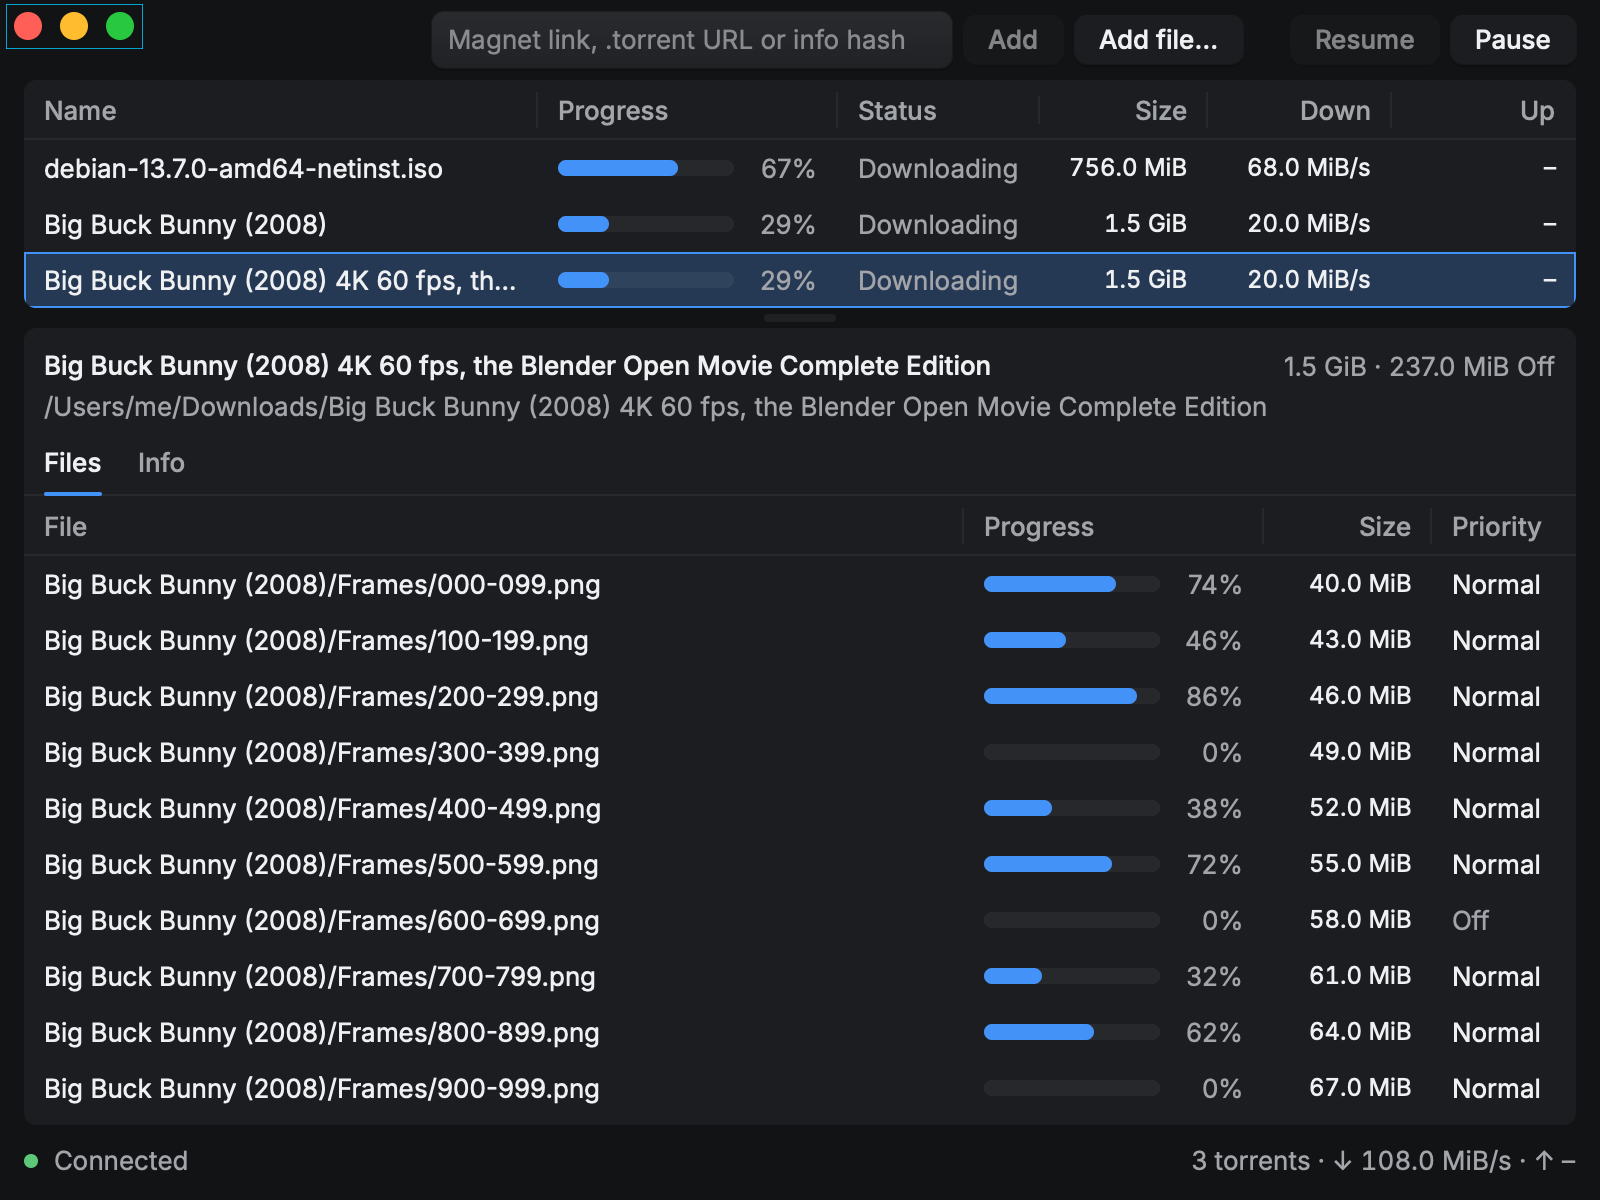 Magnet link, .torrent URL or info hash Add Add file... Resume Pause
Name Progress Status Size Down Up
debian-13.7.0-amd64-netinst.iso 67% Downloading 756.0 MiB 68.0 MiB/s –
Big Buck Bunny (2008) 29% Downloading 1.5 GiB 20.0 MiB/s –
Big Buck Bunny (2008) 4K 60 fps, th... 29% Downloading 1.5 GiB 20.0 MiB/s –
Big Buck Bunny (2008) 4K 60 fps, the Blender Open Movie Complete Edition 1.5 GiB · 237.0 MiB Off
/Users/me/Downloads/Big Buck Bunny (2008) 4K 60 fps, the Blender Open Movie Complete Edition
Files Info
File Progress Size Priority
Big Buck Bunny (2008)/Frames/000-099.png 74% 40.0 MiB Normal
Big Buck Bunny (2008)/Frames/100-199.png 46% 43.0 MiB Normal
Big Buck Bunny (2008)/Frames/200-299.png 86% 46.0 MiB Normal
Big Buck Bunny (2008)/Frames/300-399.png 0% 49.0 MiB Normal
Big Buck Bunny (2008)/Frames/400-499.png 38% 52.0 MiB Normal
Big Buck Bunny (2008)/Frames/500-599.png 72% 55.0 MiB Normal
Big Buck Bunny (2008)/Frames/600-699.png 0% 58.0 MiB Off
Big Buck Bunny (2008)/Frames/700-799.png 32% 61.0 MiB Normal
Big Buck Bunny (2008)/Frames/800-899.png 62% 64.0 MiB Normal
Big Buck Bunny (2008)/Frames/900-999.png 0% 67.0 MiB Normal
Connected 3 torrents · ↓ 108.0 MiB/s · ↑ –